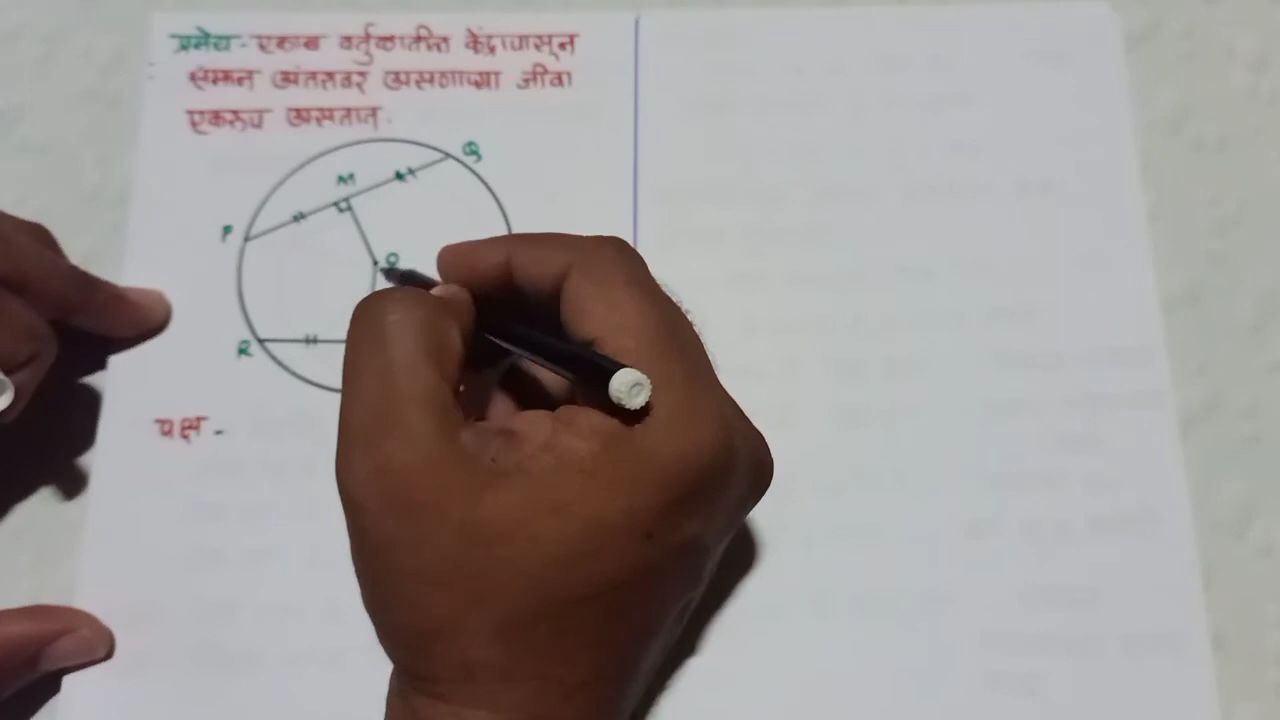 प्रमेय - एकाच वर्तुळातील केंद्रापासून
समान अंतरावर असणाऱ्या जीवा
एकरूप असतात.
Q
M
P
O
R
पक्ष -